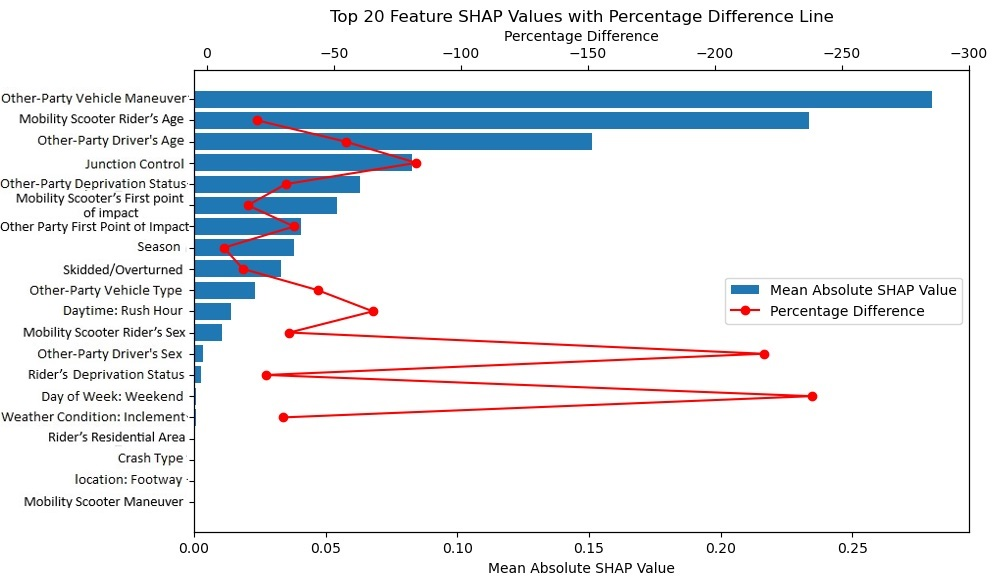 Top 20 Feature SHAP Values with Percentage Difference Line
Percentage Difference
0 −50 −100 −150 −200 −250 −300
Other-Party Vehicle Maneuver
Mobility Scooter Rider's Age
Other-Party Driver's Age
Junction Control
Other-Party Deprivation Status
Mobility Scooter's First point
of impact
Other Party First Point of Impact
Season
Skidded/Overturned
Other-Party Vehicle Type
Daytime: Rush Hour
Mobility Scooter Rider's Sex
Other-Party Driver's Sex
Rider's Deprivation Status
Day of Week: Weekend
Weather Condition: Inclement
Rider's Residential Area
Crash Type
location: Footway
Mobility Scooter Maneuver
Mean Absolute SHAP Value
Percentage Difference
0.00 0.05 0.10 0.15 0.20 0.25
Mean Absolute SHAP Value